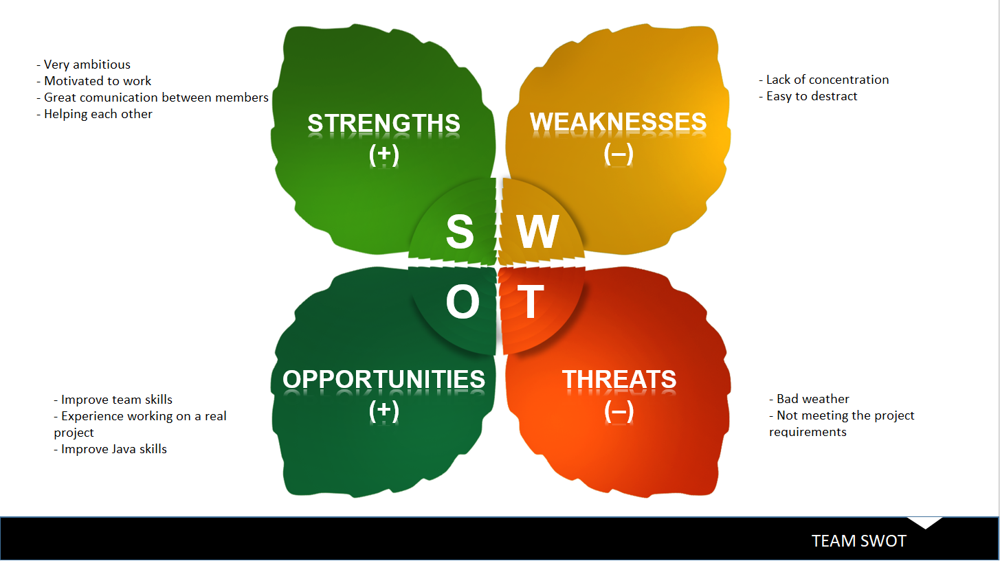 - Very ambitious
- Motivated to work
- Great comunication between members
- Helping each other
STRENGTHS
(+)
WEAKNESSES
(–)
- Lack of concentration
- Easy to destract
S
W
O
T
OPPORTUNITIES
(+)
- Improve team skills
- Experience working on a real
project
- Improve Java skills
THREATS
(–)
- Bad weather
- Not meeting the project
requirements
TEAM SWOT